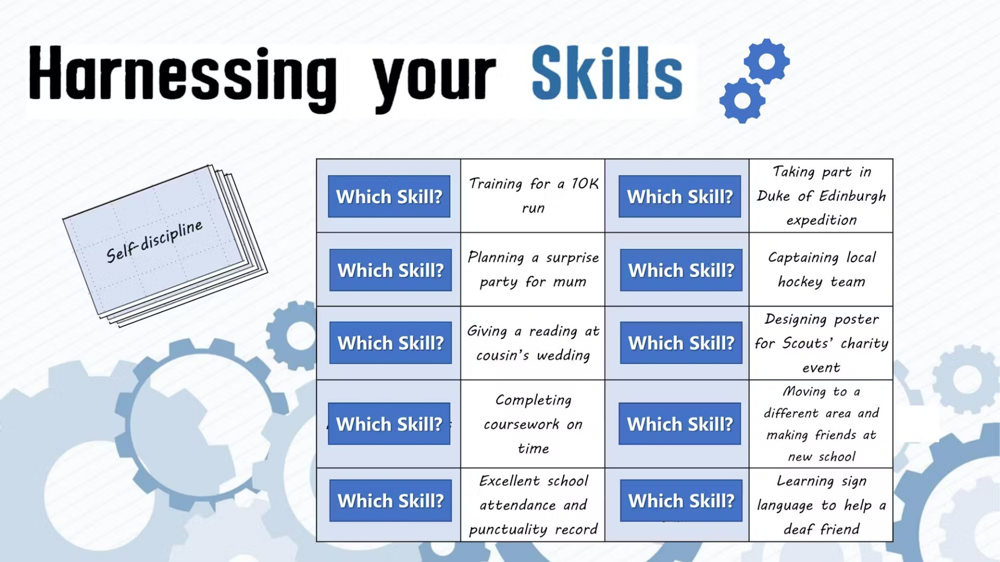 Harnessing your Skills
Self-discipline
Which Skill?
Training for a 10K
run
Which Skill?
Taking part in
Duke of Edinburgh
expedition
Which Skill?
Planning a surprise
party for mum
Which Skill?
Captaining local
hockey team
Which Skill?
Giving a reading at
cousin's wedding
Which Skill?
Designing poster
for Scouts' charity
event
Which Skill?
Completing
coursework on
time
Which Skill?
Moving to a
different area and
making friends at
new school
Which Skill?
Excellent school
attendance and
punctuality record
Which Skill?
Learning sign
language to help a
deaf friend